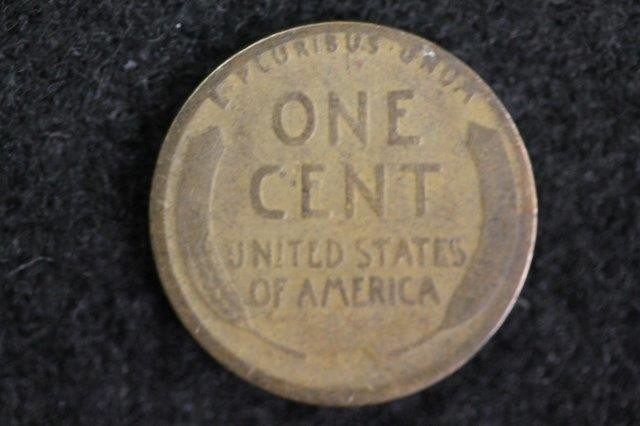 E·PLURIBUS·UNUM
ONE
CENT
UNITED STATES
OF AMERICA